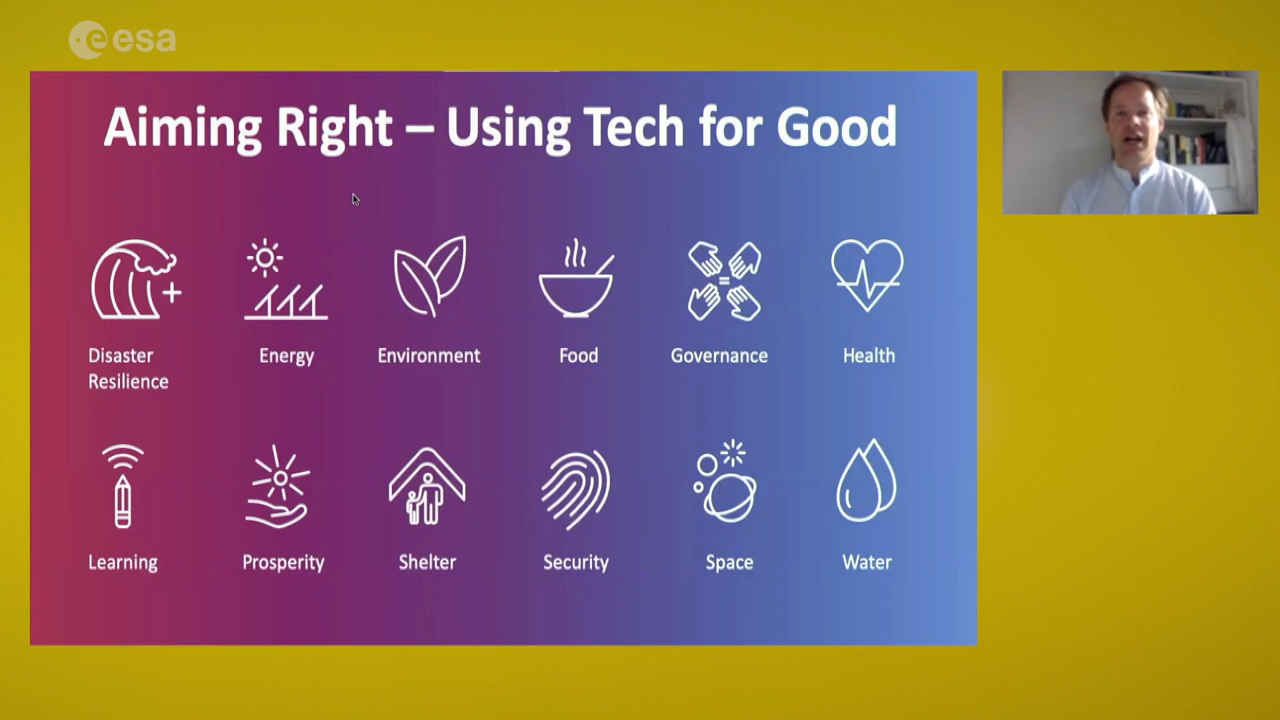 esa
Aiming Right – Using Tech for Good
Disaster
Resilience
Energy
Environment
Food
Governance
Health
Learning
Prosperity
Shelter
Security
Space
Water